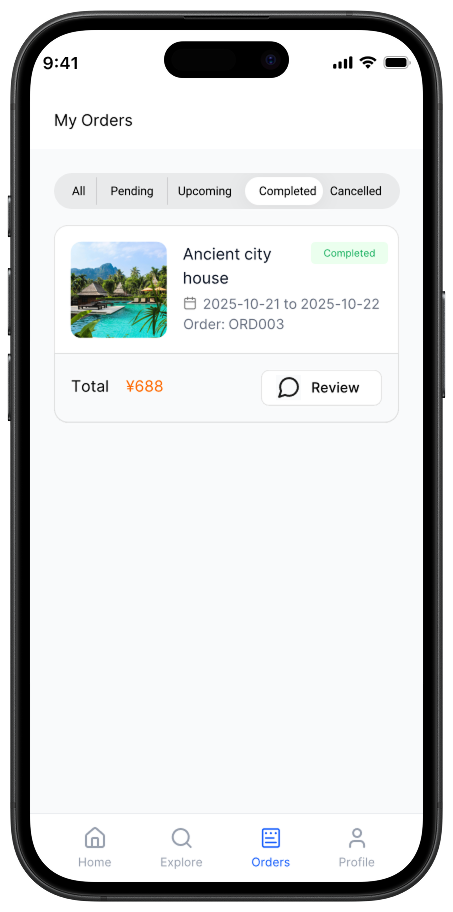 9:41
My Orders
All Pending Upcoming Completed Cancelled
Ancient city Completed
house
2025-10-21 to 2025-10-22
Order: ORD003
Total ¥688 Review
Home Explore Orders Profile